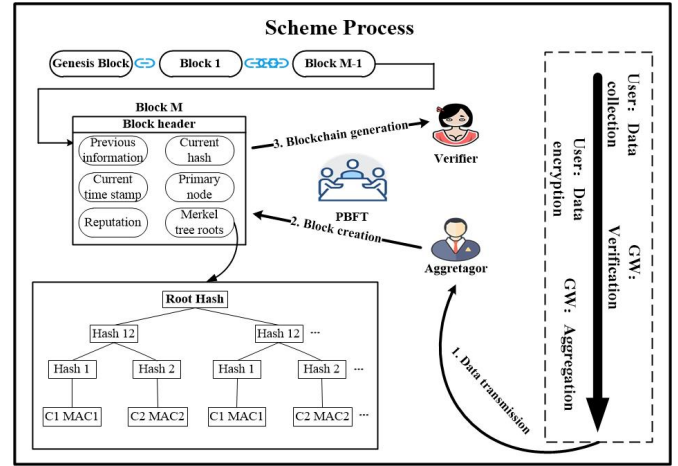 Scheme Process
Genesis Block
Block 1
Block M-1
Block M
Block header
Previous
information
Current
hash
Current
time stamp
Primary
node
Reputation
Merkel
tree roots
3. Blockchain generation
Verifier
PBFT
2. Block creation
Aggretagor
1. Data transmission
Root Hash
Hash 12
Hash 12
...
Hash 1
Hash 2
Hash 1
Hash 2
...
C1 MAC1
C2 MAC2
C1 MAC1
C2 MAC2
...
User: Data
collection
User: Data
encryption
GW:
Verification
GW: Aggregation